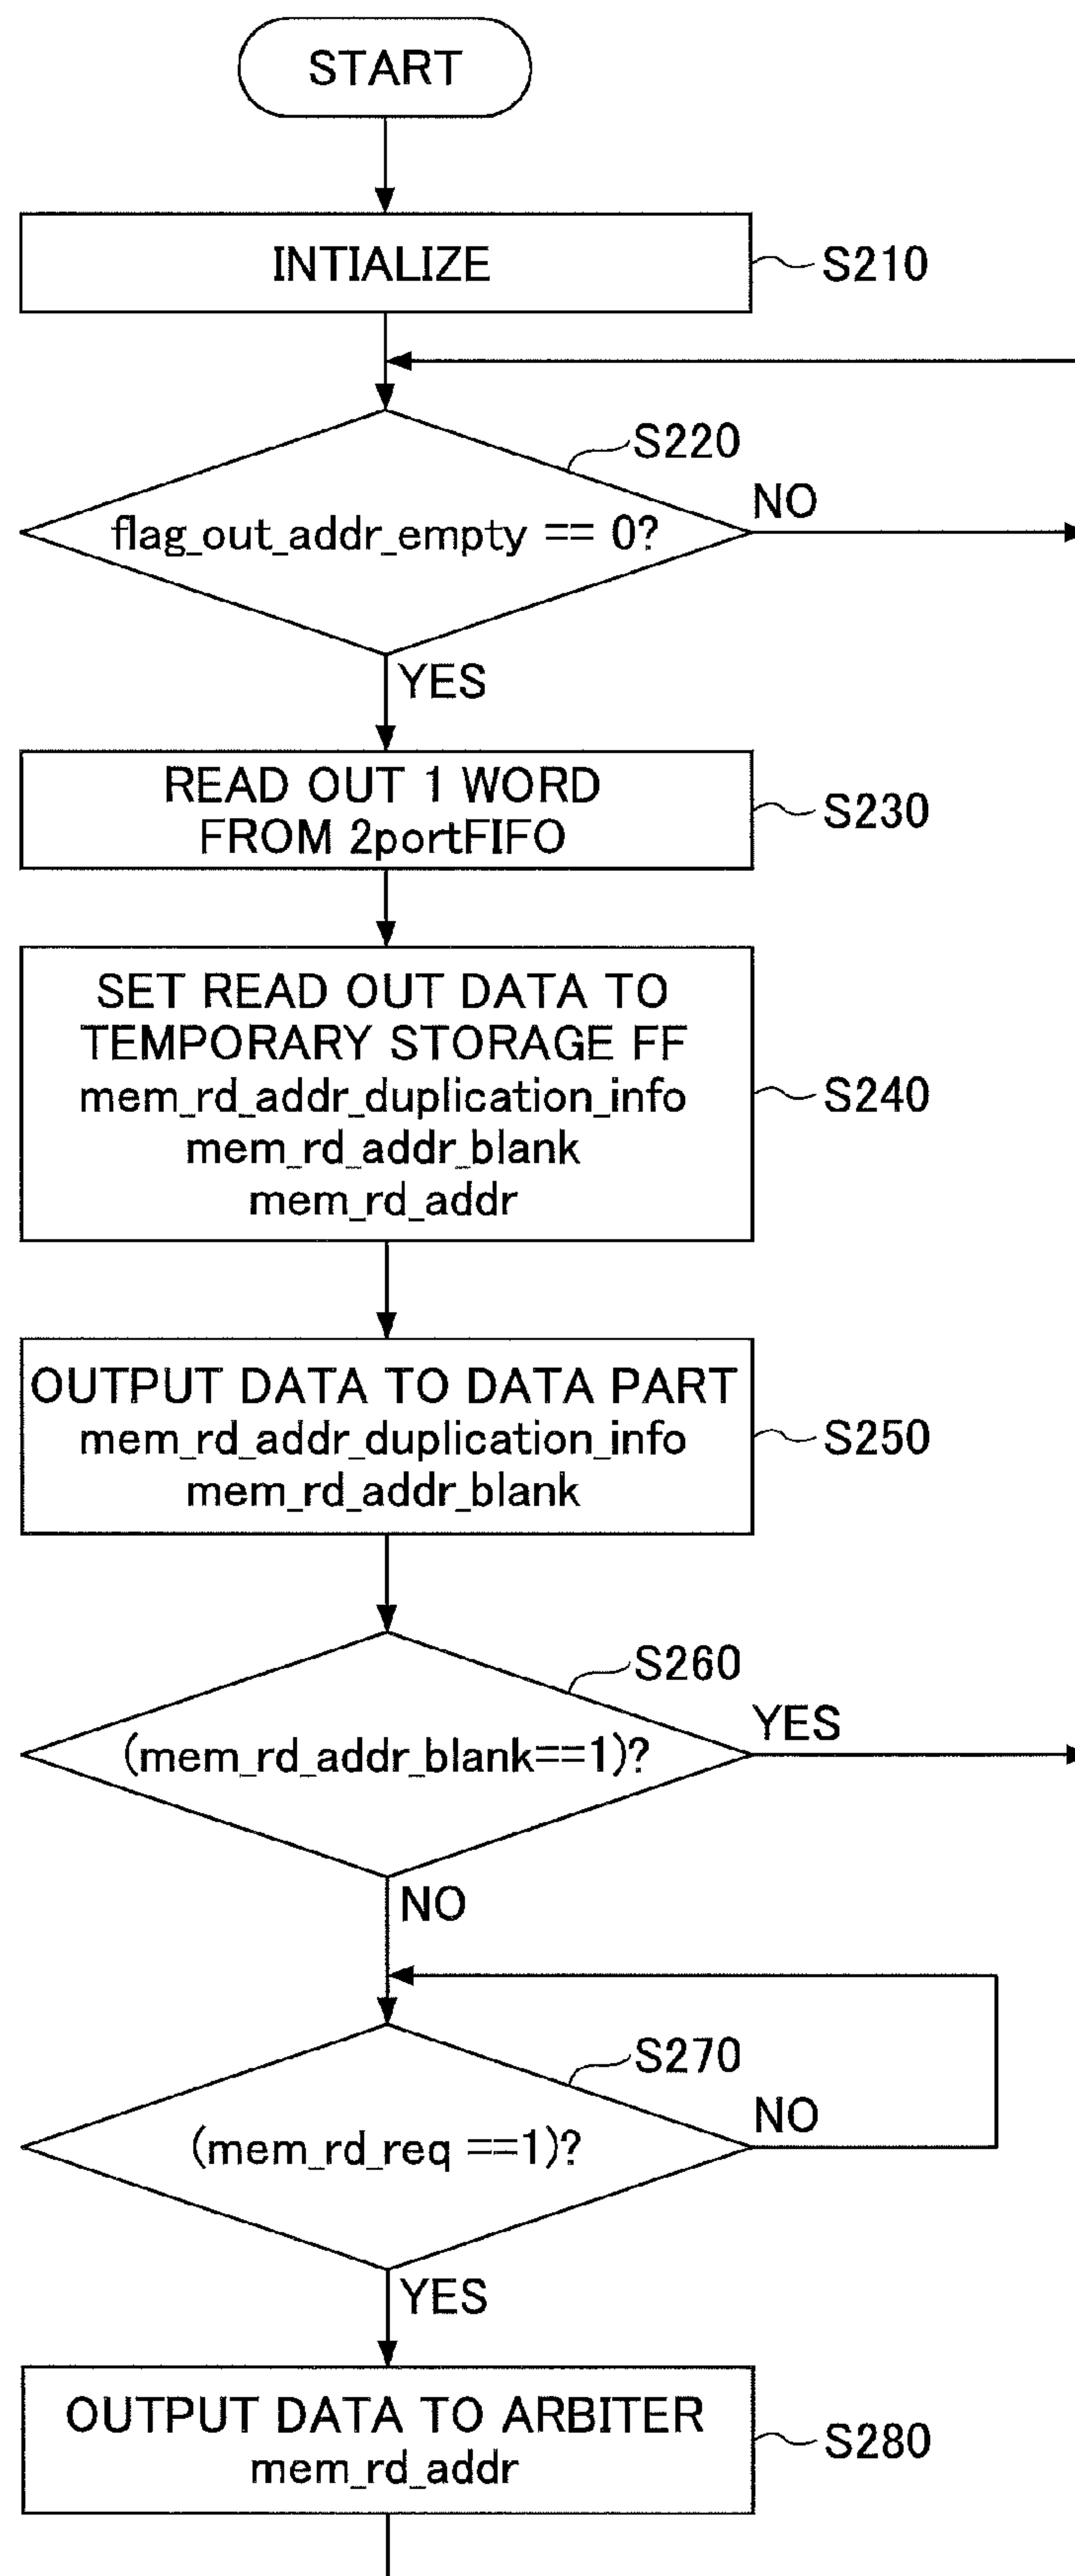 START
INTIALIZE
S210
S220
flag_out_addr_empty == 0?
NO
YES
READ OUT 1 WORD
FROM 2portFIFO
S230
SET READ OUT DATA TO
TEMPORARY STORAGE FF
mem_rd_addr_duplication_info
mem_rd_addr_blank
mem_rd_addr
S240
OUTPUT DATA TO DATA PART
mem_rd_addr_duplication_info
mem_rd_addr_blank
S250
S260
(mem_rd_addr_blank==1)?
YES
NO
S270
(mem_rd_req ==1)?
NO
YES
OUTPUT DATA TO ARBITER
mem_rd_addr
S280